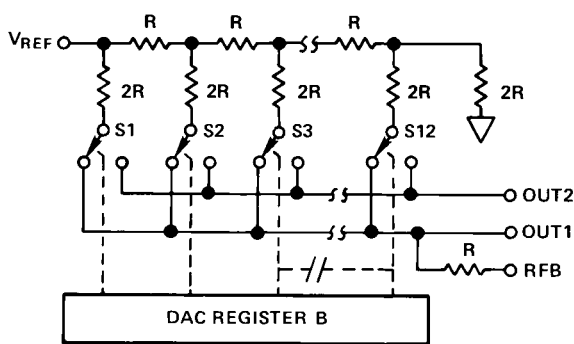 R R R
VREF
2R 2R 2R 2R 2R
S1 S2 S3 S12
OUT2
OUT1
R
RFB
DAC REGISTER B